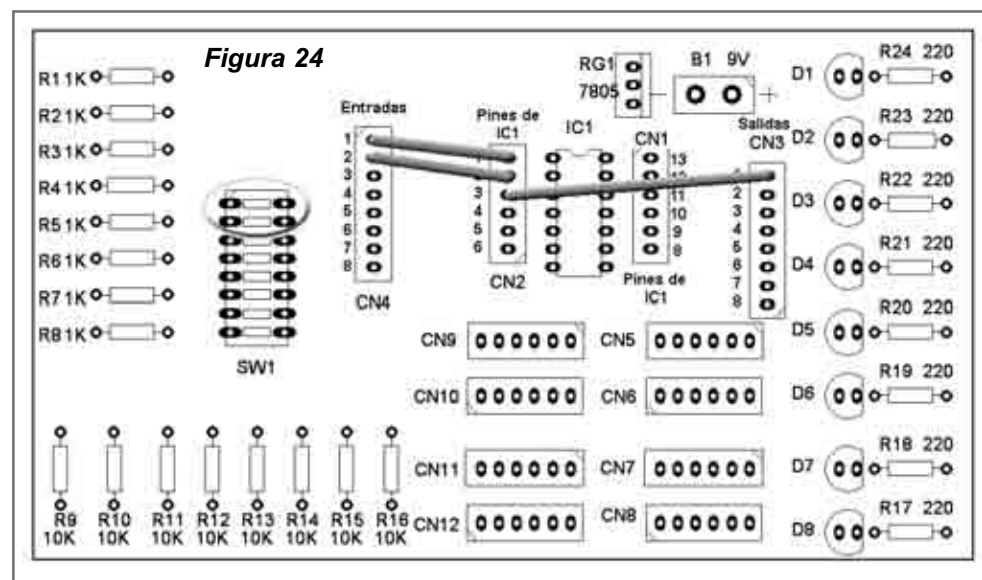 Figura 24
R1 1K
R2 1K
R3 1K
R4 1K
R5 1K
R6 1K
R7 1K
R8 1K
SW1
Entradas
1
2
3
4
5
6
7
8
CN4
Pines de
IC1
3
4
5
6
CN2
IC1
RG1
7805
B1 9V
- +
CN1
13
11
10
9
8
Pines de
IC1
Salidas
CN3
2
3
4
5
6
7
8
D1
R24 220
D2
R23 220
D3
R22 220
D4
R21 220
D5
R20 220
D6
R19 220
D7
R18 220
D8
R17 220
CN9
CN5
CN10
CN6
CN11
CN7
CN12
CN8
R9 R10 R11 R12 R13 R14 R15 R16
10K 10K 10K 10K 10K 10K 10K 10K